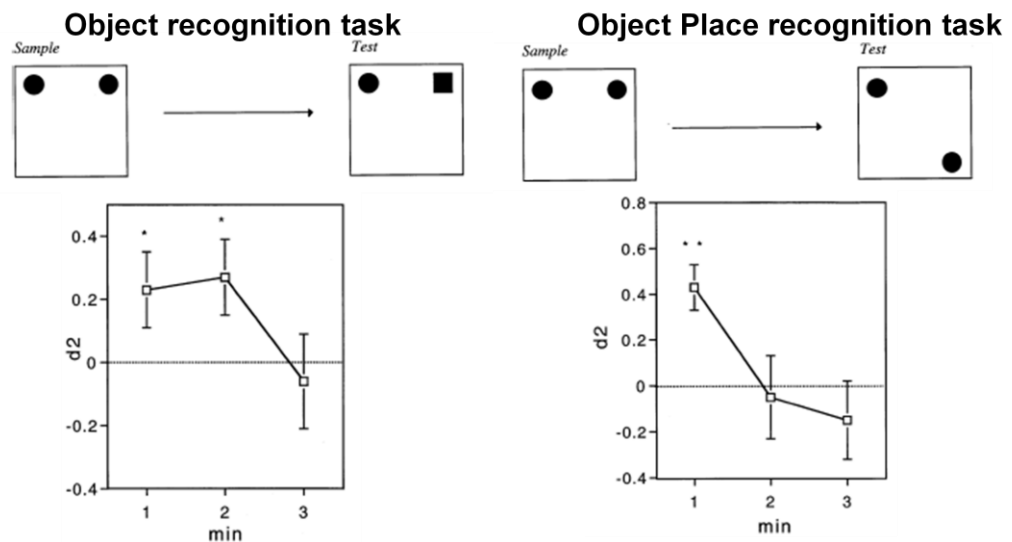 Object recognition task
Sample
Test
0.4
0.2
0
-0.2
-0.4
d2
*
*
1 2 3
min
Object Place recognition task
Sample
Test
0.8
0.6
0.4
0.2
0
-0.2
-0.4
d2
* *
1 2 3
min